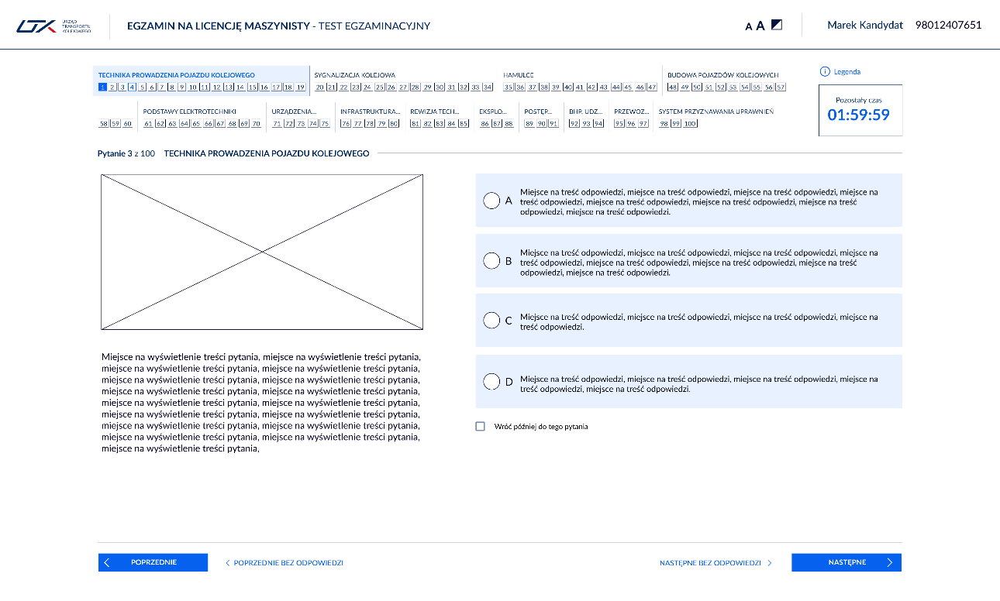 URZĄD
TRANSPORTU
KOLEJOWEGO
EGZAMIN NA LICENCJĘ MASZYNISTY - TEST EGZAMINACYJNY
A A
Marek Kandydat 98012407651
TECHNIKA PROWADZENIA POJAZDU KOLEJOWEGO
1 2 3 4 5 6 7 8 9 10 11 12 13 14 15 16 17 18 19
SYGNALIZACJA KOLEJOWA
20 21 22 23 24 25 26 27 28 29 30 31 32 33 34
HAMULCE
35 36 37 38 39 40 41 42 43 44 45 46 47
BUDOWA POJAZDÓW KOLEJOWYCH
48 49 50 51 52 53 54 55 56 57
58 59 60
PODSTAWY ELEKTROTECHNIKI
61 62 63 64 65 66 67 68 69 70
URZĄDZENIA...
71 72 73 74 75
INFRASTRUKTURA...
76 77 78 79 80
REWIZJA TECH...
81 82 83 84 85
EKSPLO...
86 87 88
POSTĘP...
89 90 91
BHP. UDZ...
92 93 94
PRZEWOZ...
95 96 97
SYSTEM PRZYZNAWANIA UPRAWNIEŃ
98 99 100
Legenda
Pozostały czas
01:59:59
Pytanie 3 z 100 TECHNIKA PROWADZENIA POJAZDU KOLEJOWEGO
Miejsce na wyświetlenie treści pytania, miejsce na wyświetlenie treści pytania,
miejsce na wyświetlenie treści pytania, miejsce na wyświetlenie treści pytania,
miejsce na wyświetlenie treści pytania, miejsce na wyświetlenie treści pytania,
miejsce na wyświetlenie treści pytania, miejsce na wyświetlenie treści pytania,
miejsce na wyświetlenie treści pytania, miejsce na wyświetlenie treści pytania,
miejsce na wyświetlenie treści pytania, miejsce na wyświetlenie treści pytania,
miejsce na wyświetlenie treści pytania, miejsce na wyświetlenie treści pytania,
miejsce na wyświetlenie treści pytania, miejsce na wyświetlenie treści pytania,
miejsce na wyświetlenie treści pytania,
A
Miejsce na treść odpowiedzi, miejsce na treść odpowiedzi, miejsce na treść odpowiedzi, miejsce na
treść odpowiedzi, miejsce na treść odpowiedzi, miejsce na treść odpowiedzi, miejsce na treść
odpowiedzi, miejsce na treść odpowiedzi.
B
Miejsce na treść odpowiedzi, miejsce na treść odpowiedzi, miejsce na treść odpowiedzi, miejsce na
treść odpowiedzi, miejsce na treść odpowiedzi, miejsce na treść odpowiedzi, miejsce na treść
odpowiedzi, miejsce na treść odpowiedzi.
C
Miejsce na treść odpowiedzi, miejsce na treść odpowiedzi, miejsce na treść odpowiedzi, miejsce na
treść odpowiedzi.
D
Miejsce na treść odpowiedzi, miejsce na treść odpowiedzi, miejsce na treść odpowiedzi, miejsce na
treść odpowiedzi, miejsce na treść odpowiedzi.
Wróć później do tego pytania
POPRZEDNIE
POPRZEDNIE BEZ ODPOWIEDZI
NASTĘPNE BEZ ODPOWIEDZI
NASTĘPNE